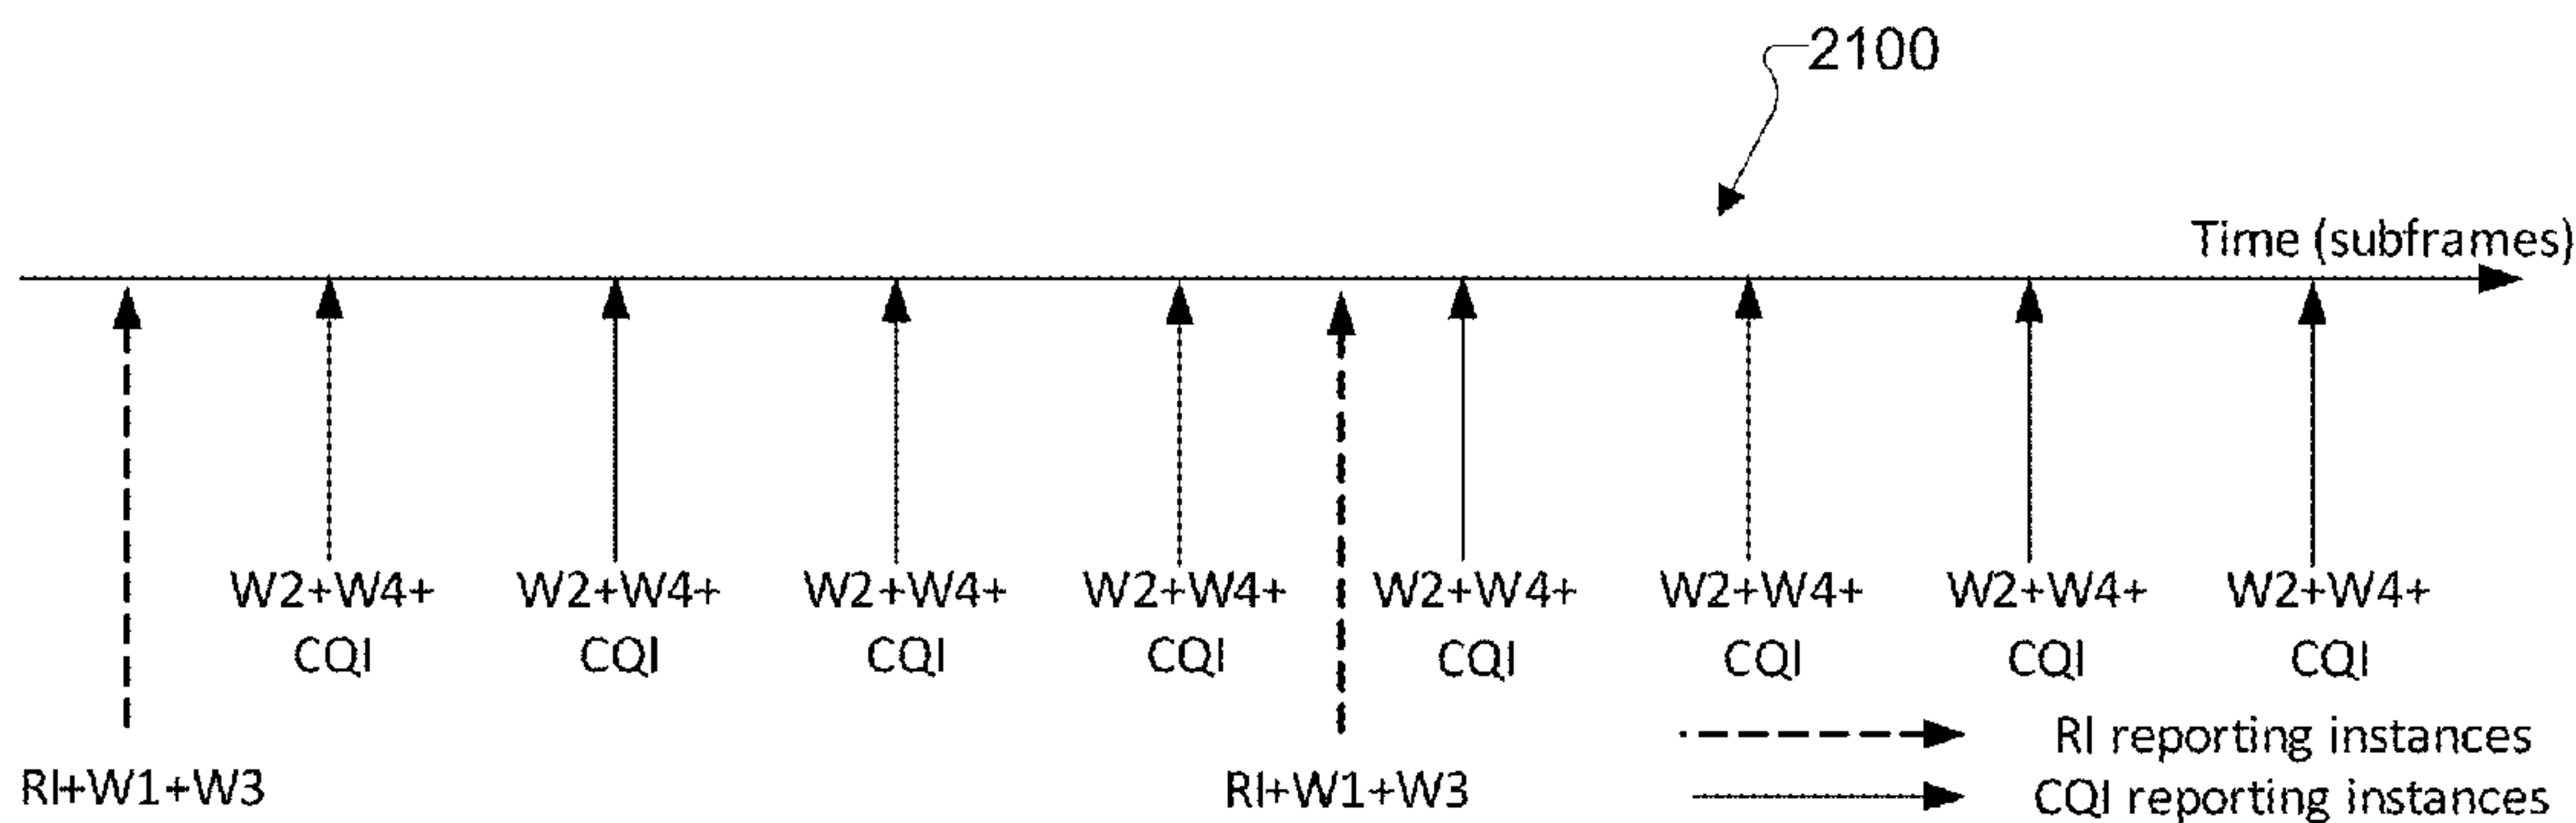 2100
Time (subframes)
W2+W4+ W2+W4+ W2+W4+ W2+W4+ W2+W4+ W2+W4+ W2+W4+ W2+W4+
CQI CQI CQI CQI CQI CQI CQI CQI
RI reporting instances
RI+W1+W3 RI+W1+W3
CQI reporting instances